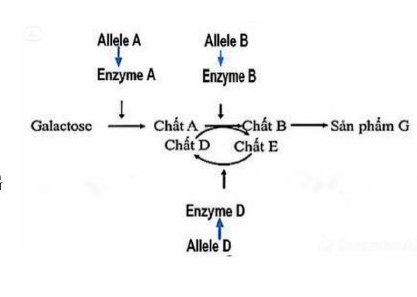 Allele A Allele B
Enzyme A Enzyme B
Galactose Chất A Chất B Sản phẩm G
Chất D Chất E
Enzyme D
Allele D